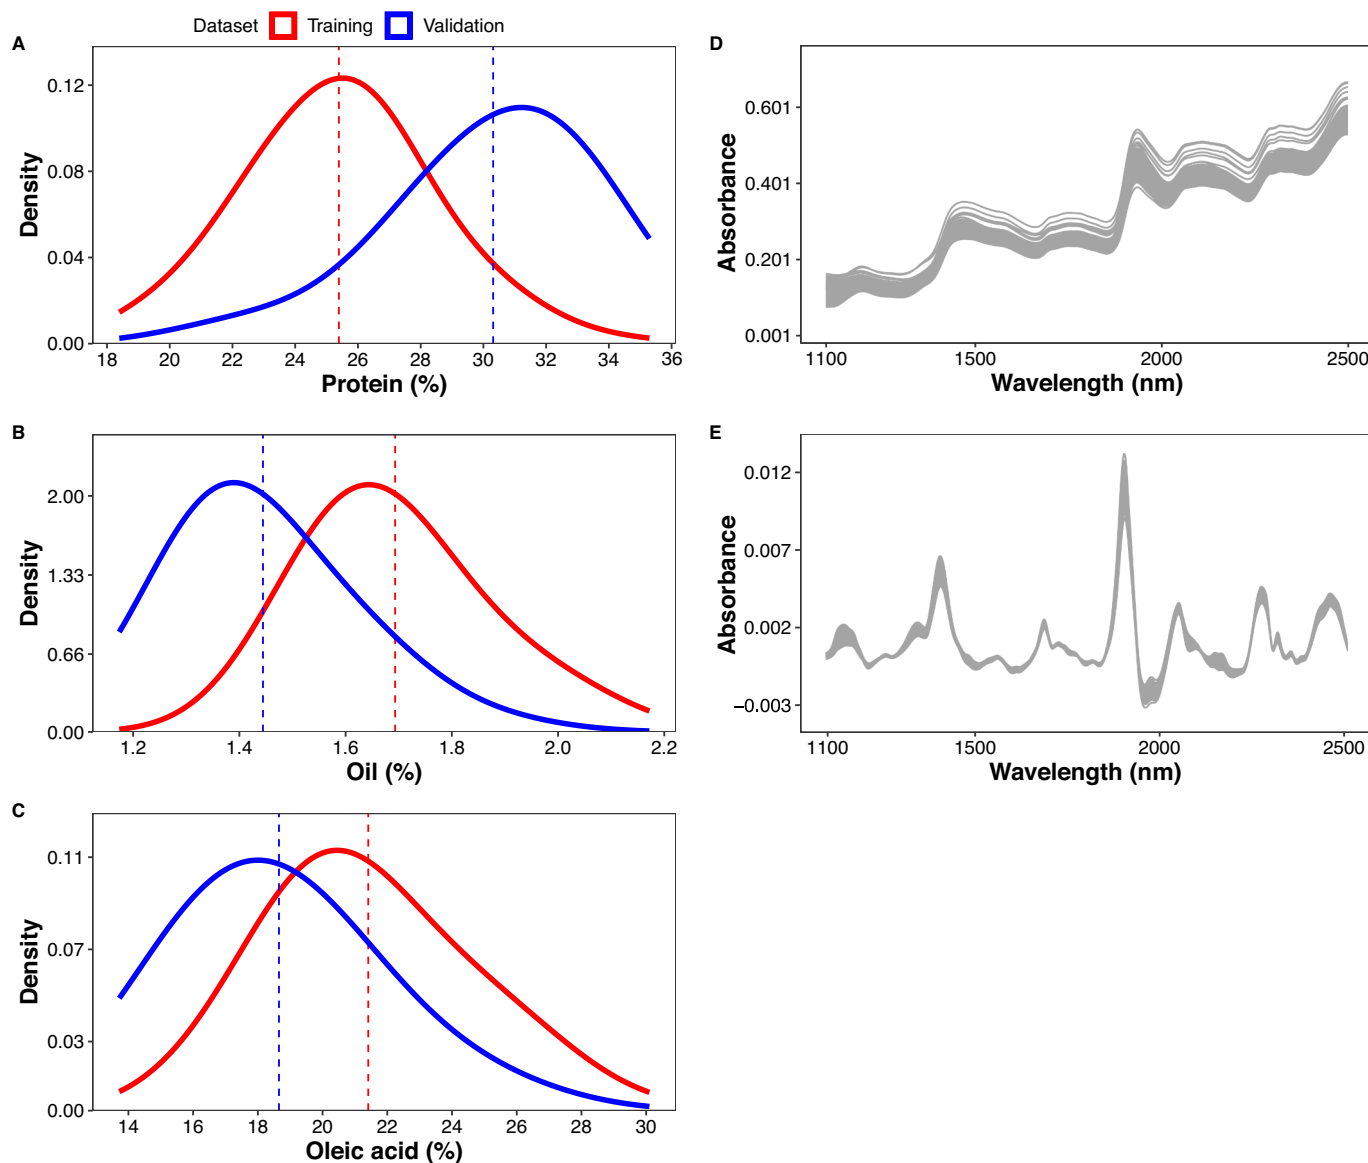 Dataset Training Validation
A
0.12
0.08
0.04
0.00
Density
18 20 22 24 26 28 30 32 34 36
Protein (%)
B
2.00
1.33
0.66
0.00
Density
1.2 1.4 1.6 1.8 2.0 2.2
Oil (%)
C
0.11
0.07
0.03
0.00
Density
14 16 18 20 22 24 26 28 30
Oleic acid (%)
D
0.601
0.401
0.201
0.001
Absorbance
1100 1500 2000 2500
Wavelength (nm)
E
0.012
0.007
0.002
−0.003
Absorbance
1100 1500 2000 2500
Wavelength (nm)